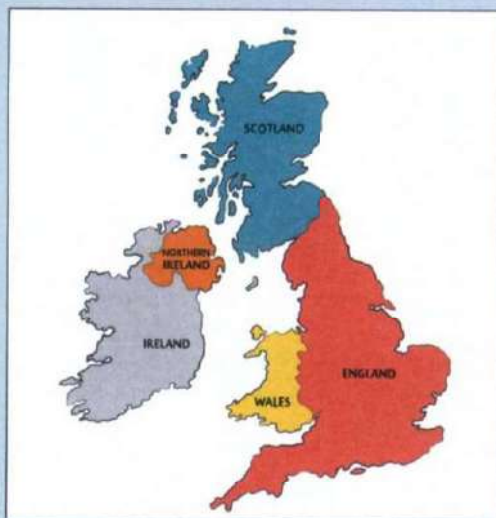 SCOTLAND
NORTHERN
IRELAND
IRELAND
WALES
ENGLAND